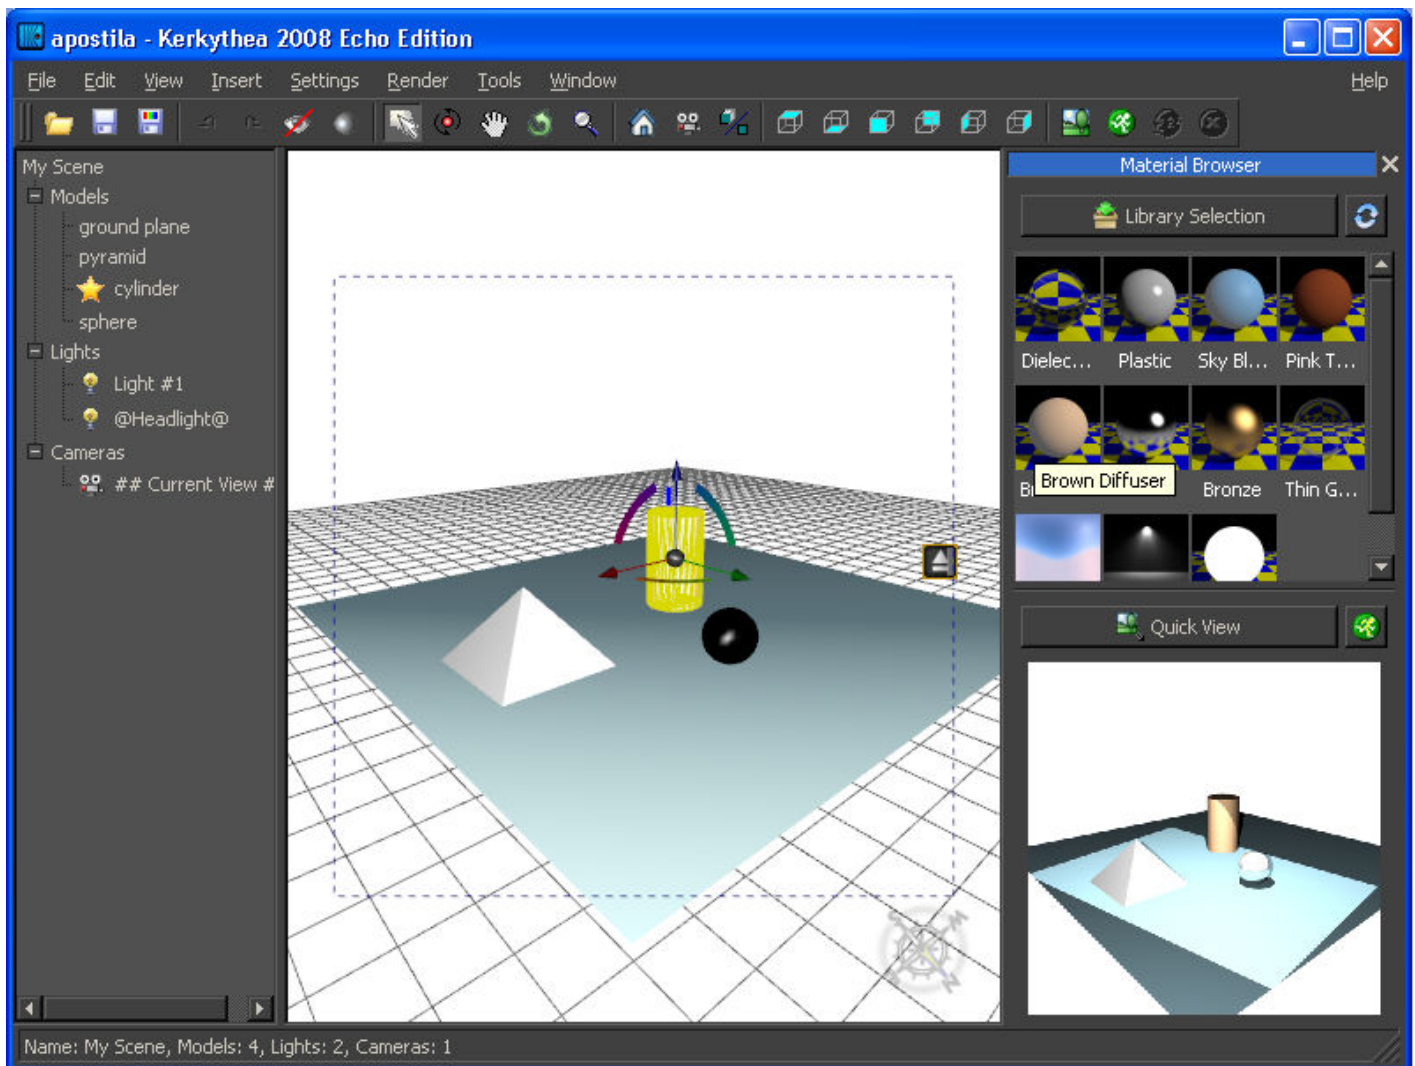 apostila - Kerkythea 2008 Echo Edition
File Edit View Insert Settings Render Tools Window Help
My Scene
Models
ground plane
pyramid
cylinder
sphere
Lights
Light #1
@Headlight@
Cameras
## Current View #
Material Browser
Library Selection
Dielec... Plastic Sky Bl... Pink T...
Brown Diffuser
Bronze Thin G...
Quick View
Name: My Scene, Models: 4, Lights: 2, Cameras: 1